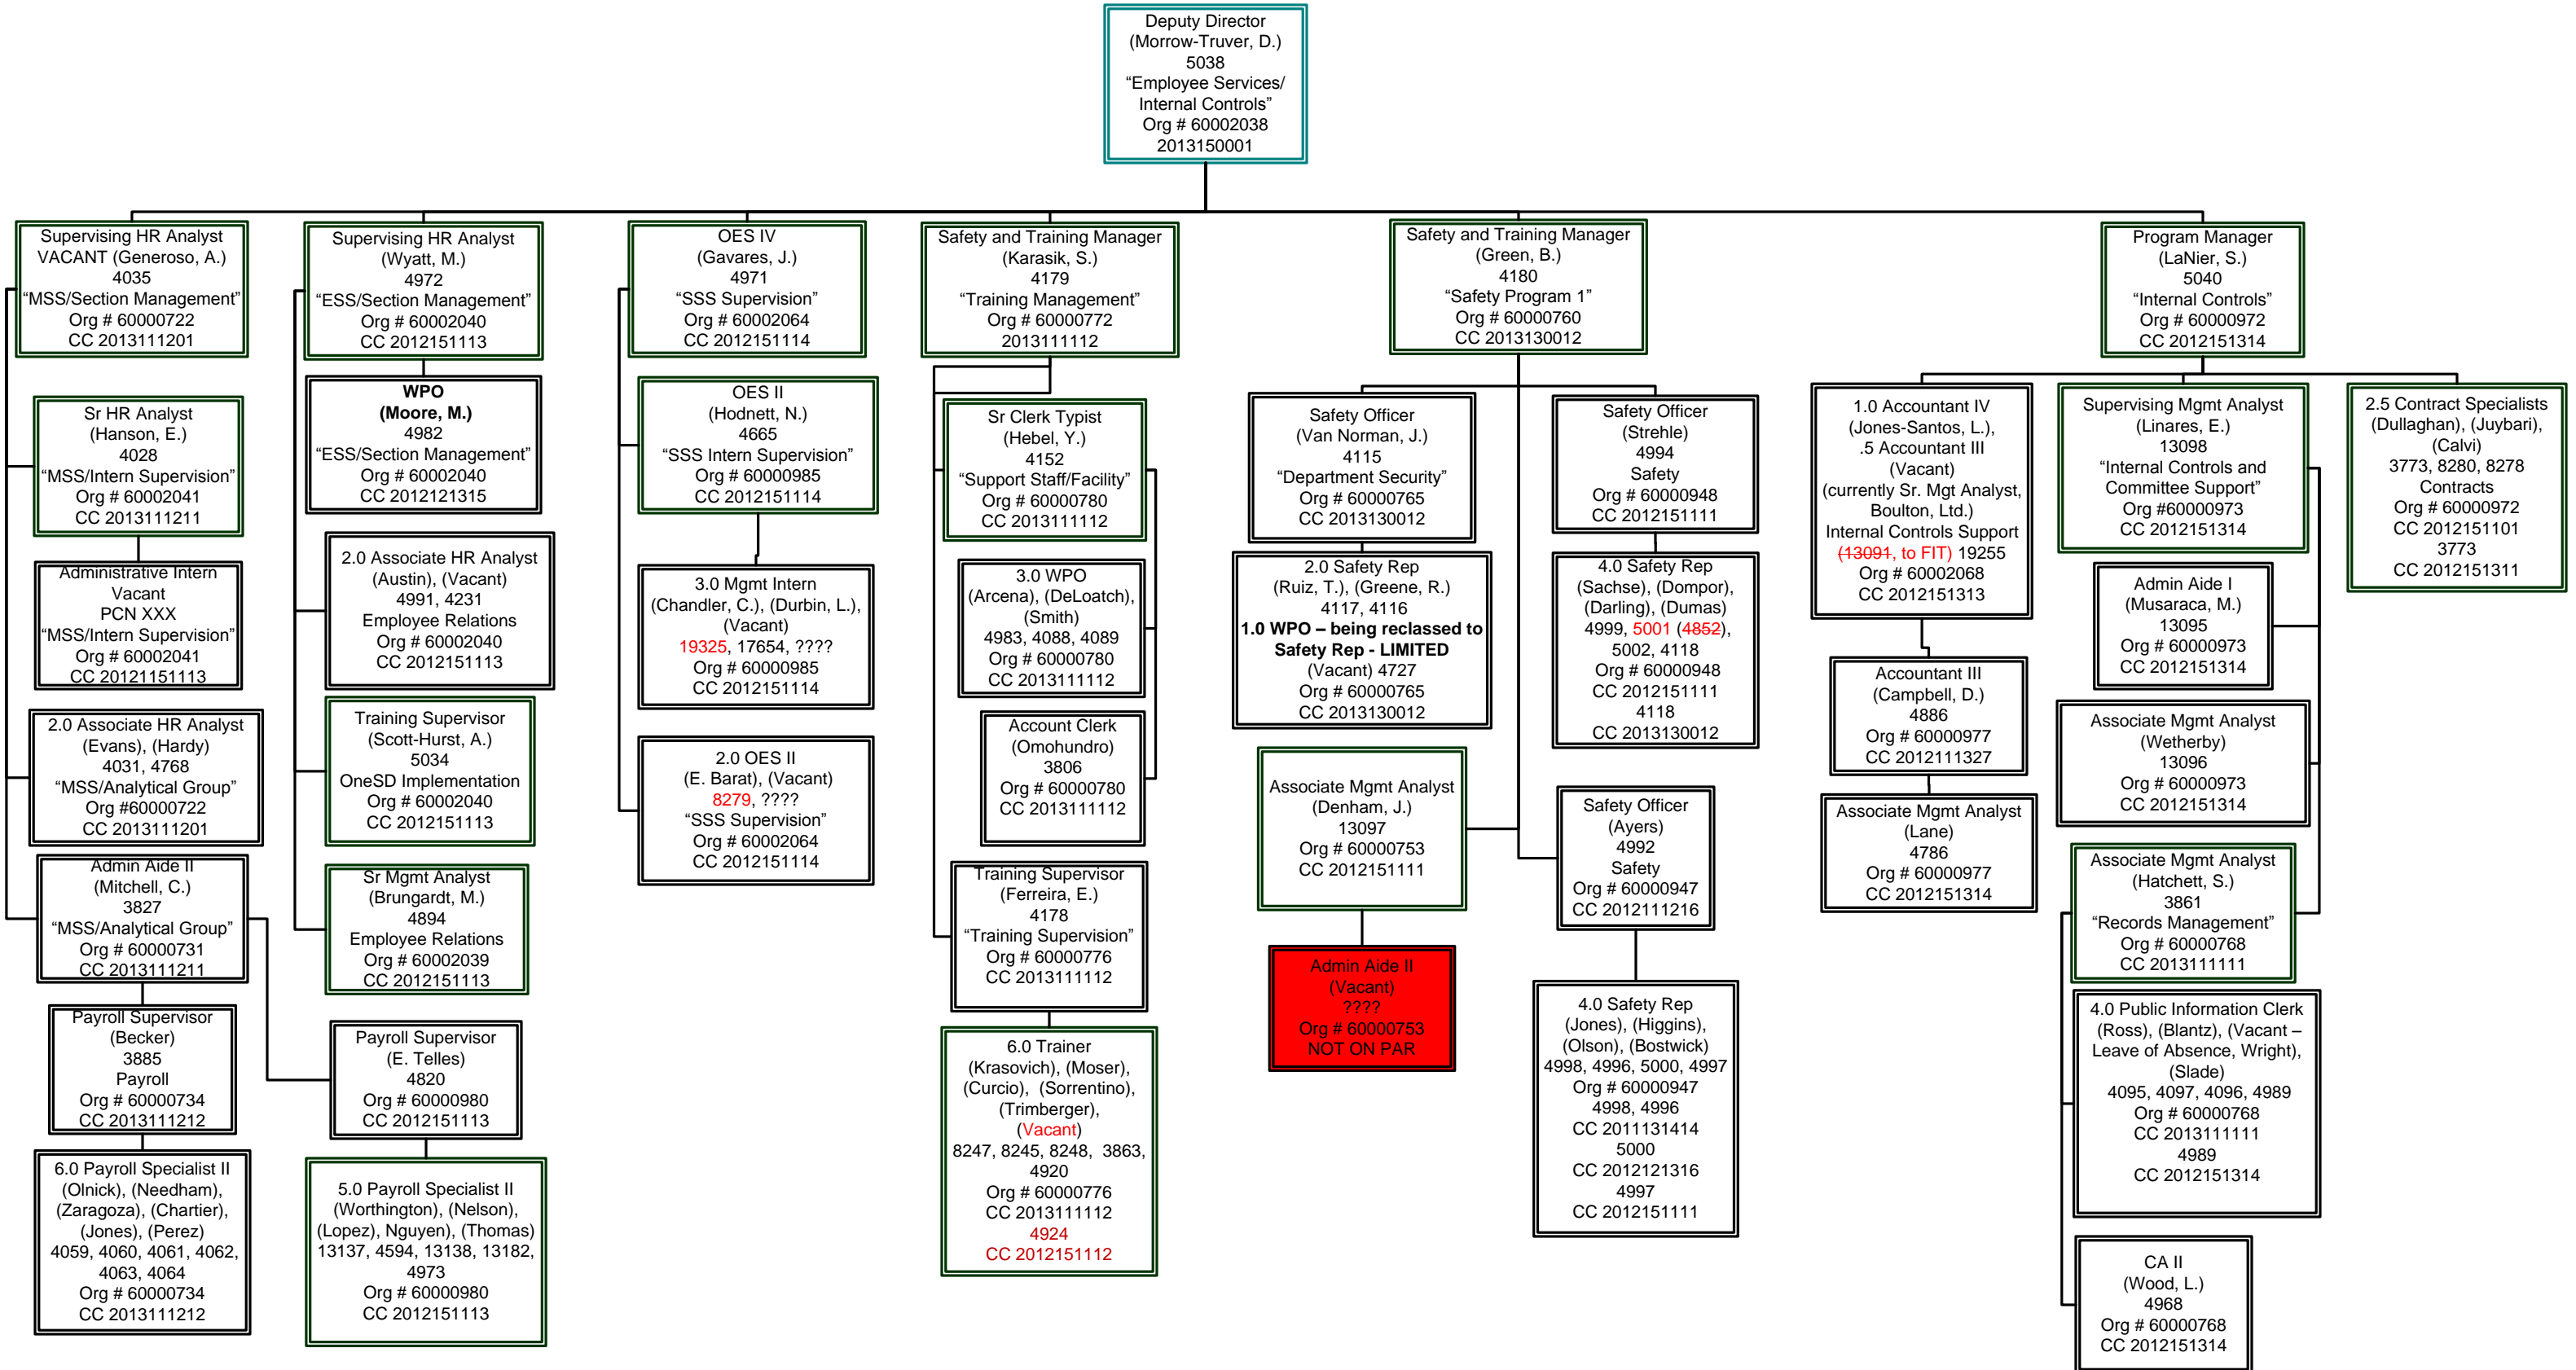 Deputy Director
(Morrow-Truver, D.)
5038
“Employee Services/
Internal Controls”
Org # 60002038
2013150001
Supervising HR Analyst
VACANT (Generoso, A.)
4035
“MSS/Section Management”
Org # 60000722
CC 2013111201
Sr HR Analyst
(Hanson, E.)
4028
“MSS/Intern Supervision”
Org # 60002041
CC 2013111211
Administrative Intern
Vacant
PCN XXX
“MSS/Intern Supervision”
Org # 60002041
CC 20121151113
2.0 Associate HR Analyst
(Evans), (Hardy)
4031, 4768
“MSS/Analytical Group”
Org #60000722
CC 2013111201
Admin Aide II
(Mitchell, C.)
3827
“MSS/Analytical Group”
Org # 60000731
CC 2013111211
Payroll Supervisor
(Becker)
3885
Payroll
Org # 60000734
CC 2013111212
6.0 Payroll Specialist II
(Olnick), (Needham),
(Zaragoza), (Chartier),
(Jones), (Perez)
4059, 4060, 4061, 4062,
4063, 4064
Org # 60000734
CC 2013111212
Supervising HR Analyst
(Wyatt, M.)
4972
“ESS/Section Management”
Org # 60002040
CC 2012151113
WPO
(Moore, M.)
4982
“ESS/Section Management”
Org # 60002040
CC 2012121315
2.0 Associate HR Analyst
(Austin), (Vacant)
4991, 4231
Employee Relations
Org # 60002040
CC 2012151113
Training Supervisor
(Scott-Hurst, A.)
5034
OneSD Implementation
Org # 60002040
CC 2012151113
Sr Mgmt Analyst
(Brungardt, M.)
4894
Employee Relations
Org # 60002039
CC 2012151113
Payroll Supervisor
(E. Telles)
4820
Org # 60000980
CC 2012151113
5.0 Payroll Specialist II
(Worthington), (Nelson),
(Lopez), Nguyen), (Thomas)
13137, 4594, 13138, 13182,
4973
Org # 60000980
CC 2012151113
OES IV
(Gavares, J.)
4971
“SSS Supervision”
Org # 60002064
CC 2012151114
OES II
(Hodnett, N.)
4665
“SSS Intern Supervision”
Org # 60000985
CC 2012151114
3.0 Mgmt Intern
(Chandler, C.), (Durbin, L.),
(Vacant)
19325, 17654, ????
Org # 60000985
CC 2012151114
2.0 OES II
(E. Barat), (Vacant)
8279, ????
“SSS Supervision”
Org # 60002064
CC 2012151114
Safety and Training Manager
(Karasik, S.)
4179
“Training Management”
Org # 60000772
2013111112
Sr Clerk Typist
(Hebel, Y.)
4152
“Support Staff/Facility”
Org # 60000780
CC 2013111112
3.0 WPO
(Arcena), (DeLoatch),
(Smith)
4983, 4088, 4089
Org # 60000780
CC 2013111112
Account Clerk
(Omohundro)
3806
Org # 60000780
CC 2013111112
Training Supervisor
(Ferreira, E.)
4178
“Training Supervision”
Org # 60000776
CC 2013111112
6.0 Trainer
(Krasovich), (Moser),
(Curcio), (Sorrentino),
(Trimberger),
(Vacant)
8247, 8245, 8248, 3863,
4920
Org # 60000776
CC 2013111112
4924
CC 2012151112
Safety and Training Manager
(Green, B.)
4180
“Safety Program 1”
Org # 60000760
CC 2013130012
Safety Officer
(Van Norman, J.)
4115
“Department Security”
Org # 60000765
CC 2013130012
2.0 Safety Rep
(Ruiz, T.), (Greene, R.)
4117, 4116
1.0 WPO – being reclassed to
Safety Rep - LIMITED
(Vacant) 4727
Org # 60000765
CC 2013130012
Associate Mgmt Analyst
(Denham, J.)
13097
Org # 60000753
CC 2012151111
Admin Aide II
(Vacant)
????
Org # 60000753
NOT ON PAR
Safety Officer
(Strehle)
4994
Safety
Org # 60000948
CC 2012151111
4.0 Safety Rep
(Sachse), (Dompor),
(Darling), (Dumas)
4999, 5001 (4852),
5002, 4118
Org # 60000948
CC 2012151111
4118
CC 2013130012
Safety Officer
(Ayers)
4992
Safety
Org # 60000947
CC 2012111216
4.0 Safety Rep
(Jones), (Higgins),
(Olson), (Bostwick)
4998, 4996, 5000, 4997
Org # 60000947
4998, 4996
CC 2011131414
5000
CC 2012121316
4997
CC 2012151111
Program Manager
(LaNier, S.)
5040
“Internal Controls”
Org # 60000972
CC 2012151314
1.0 Accountant IV
(Jones-Santos, L.),
.5 Accountant III
(Vacant)
(currently Sr. Mgt Analyst,
Boulton, Ltd.)
Internal Controls Support
(13091, to FIT) 19255
Org # 60002068
CC 2012151313
Accountant III
(Campbell, D.)
4886
Org # 60000977
CC 2012111327
Associate Mgmt Analyst
(Lane)
4786
Org # 60000977
CC 2012151314
Supervising Mgmt Analyst
(Linares, E.)
13098
“Internal Controls and
Committee Support”
Org #60000973
CC 2012151314
Admin Aide I
(Musaraca, M.)
13095
Org # 60000973
CC 2012151314
Associate Mgmt Analyst
(Wetherby)
13096
Org # 60000973
CC 2012151314
Associate Mgmt Analyst
(Hatchett, S.)
3861
“Records Management”
Org # 60000768
CC 2013111111
4.0 Public Information Clerk
(Ross), (Blantz), (Vacant –
Leave of Absence, Wright),
(Slade)
4095, 4097, 4096, 4989
Org # 60000768
CC 2013111111
4989
CC 2012151314
CA II
(Wood, L.)
4968
Org # 60000768
CC 2012151314
2.5 Contract Specialists
(Dullaghan), (Juybari),
(Calvi)
3773, 8280, 8278
Contracts
Org # 60000972
CC 2012151101
3773
CC 2012151311